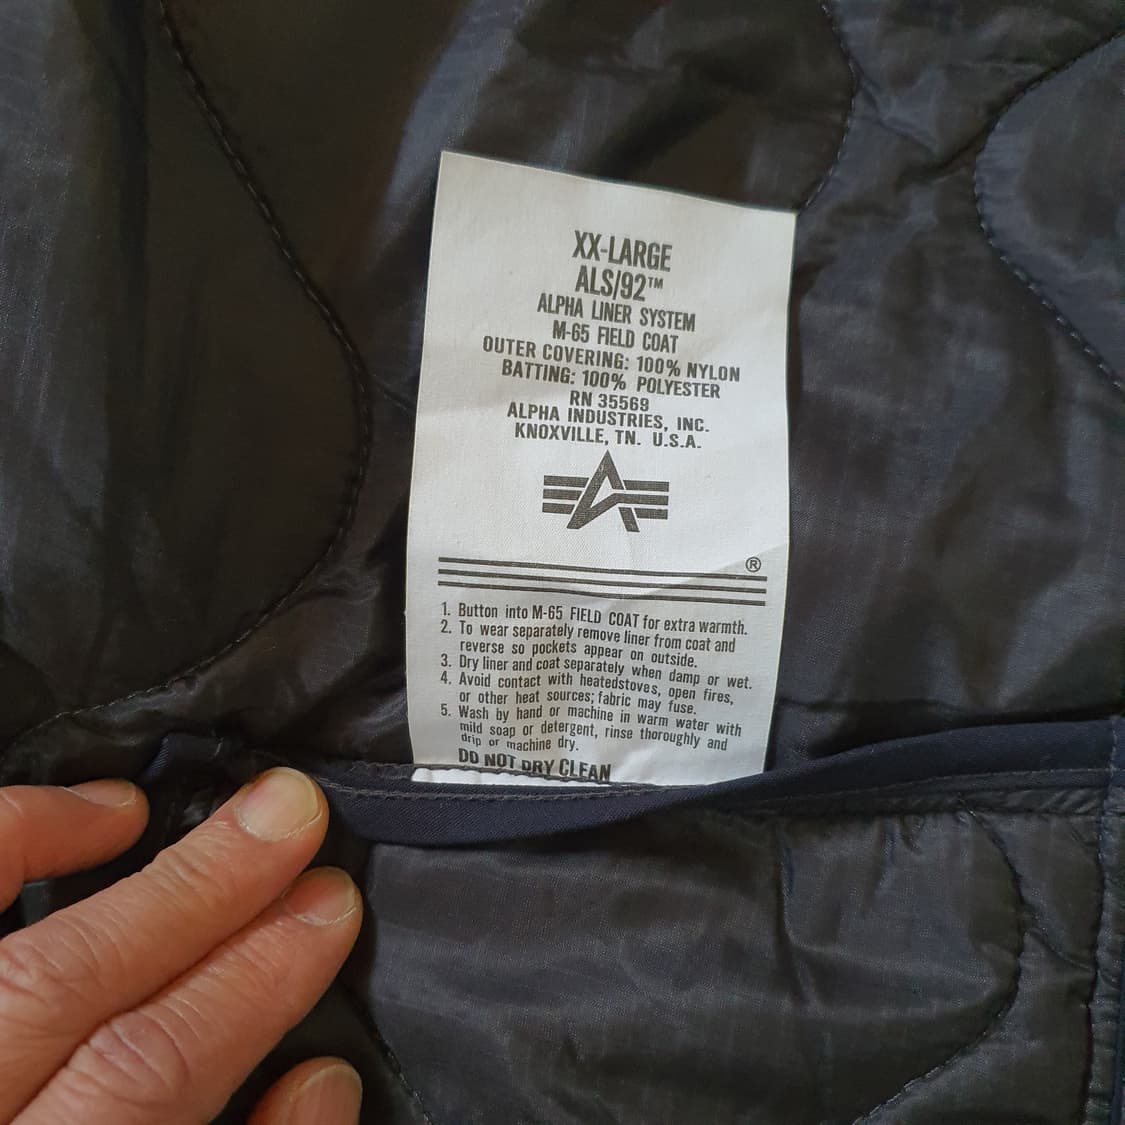 XX-LARGE
ALS/92™
ALPHA LINER SYSTEM
M-65 FIELD COAT
OUTER COVERING: 100% NYLON
BATTING: 100% POLYESTER
RN 35569
ALPHA INDUSTRIES, INC.
KNOXVILLE, TN. U.S.A.
®
1. Button into M-65 FIELD COAT for extra warmth.
2. To wear separately remove liner from coat and
reverse so pockets appear on outside.
3. Dry liner and coat separately when damp or wet.
4. Avoid contact with heatedstoves, open fires,
or other heat sources; fabric may fuse.
5. Wash by hand or machine in warm water with
mild soap or detergent, rinse thoroughly and
drip or machine dry.
DO NOT DRY CLEAN